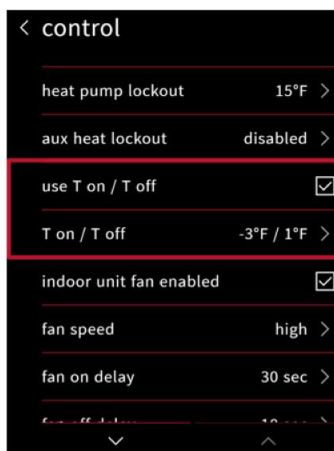 control
heat pump lockout 15°F
aux heat lockout disabled
use T on / T off
T on / T off -3°F / 1°F
indoor unit fan enabled
fan speed high
fan on delay 30 sec